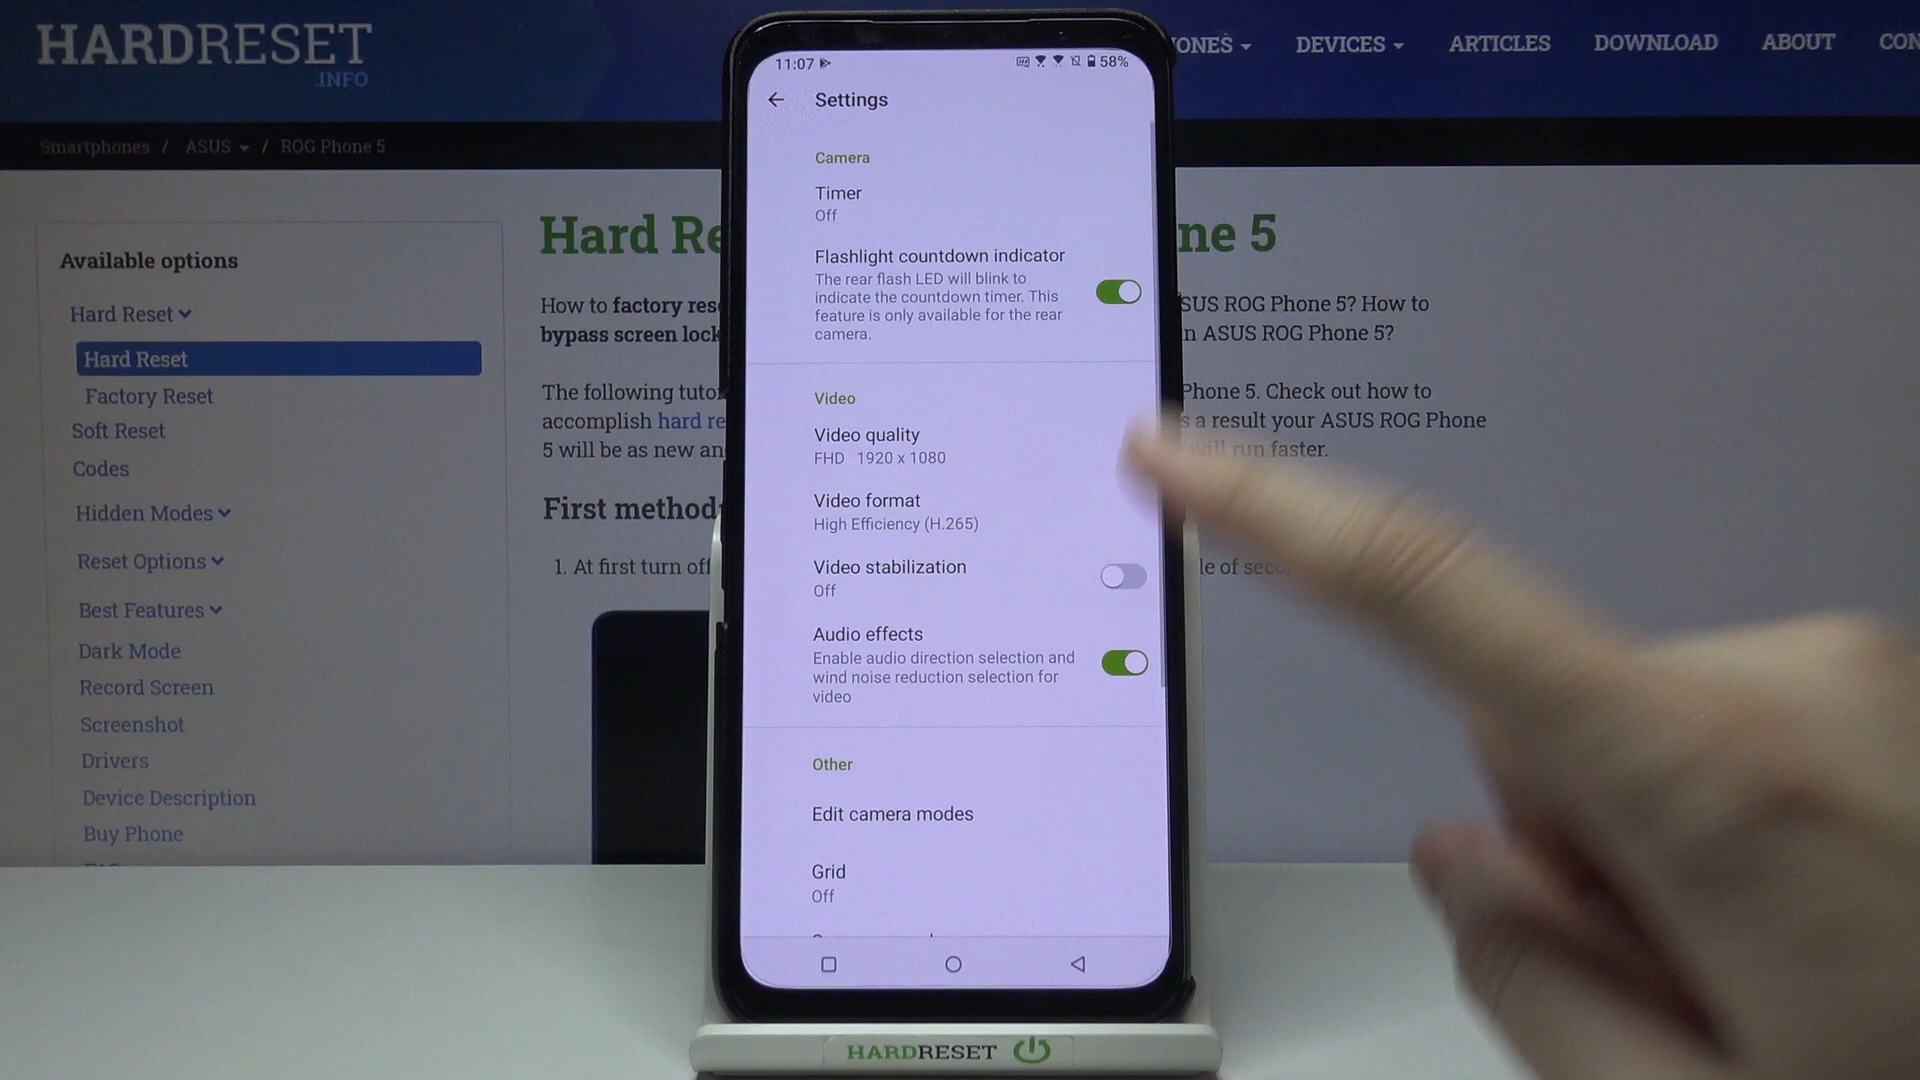 HARDRESET
.INFO
ONES DEVICES ARTICLES DOWNLOAD ABOUT CON
Smartphones / ASUS / ROG Phone 5
Available options
Hard Reset
Hard Reset
Factory Reset
Soft Reset
Codes
Hidden Modes
Reset Options
Best Features
Dark Mode
Record Screen
Screenshot
Drivers
Device Description
Buy Phone
Hard Re ne 5
How to factory res SUS ROG Phone 5? How to
bypass screen lock n ASUS ROG Phone 5?
The following tuto Phone 5. Check out how to
accomplish hard re s a result your ASUS ROG Phone
5 will be as new an will run faster.
First method
1. At first turn off le of seco
11:07 58%
Settings
Camera
Timer
Off
Flashlight countdown indicator
The rear flash LED will blink to
indicate the countdown timer. This
feature is only available for the rear
camera.
Video
Video quality
FHD 1920 x 1080
Video format
High Efficiency (H.265)
Video stabilization
Off
Audio effects
Enable audio direction selection and
wind noise reduction selection for
video
Other
Edit camera modes
Grid
Off
HARDRESET